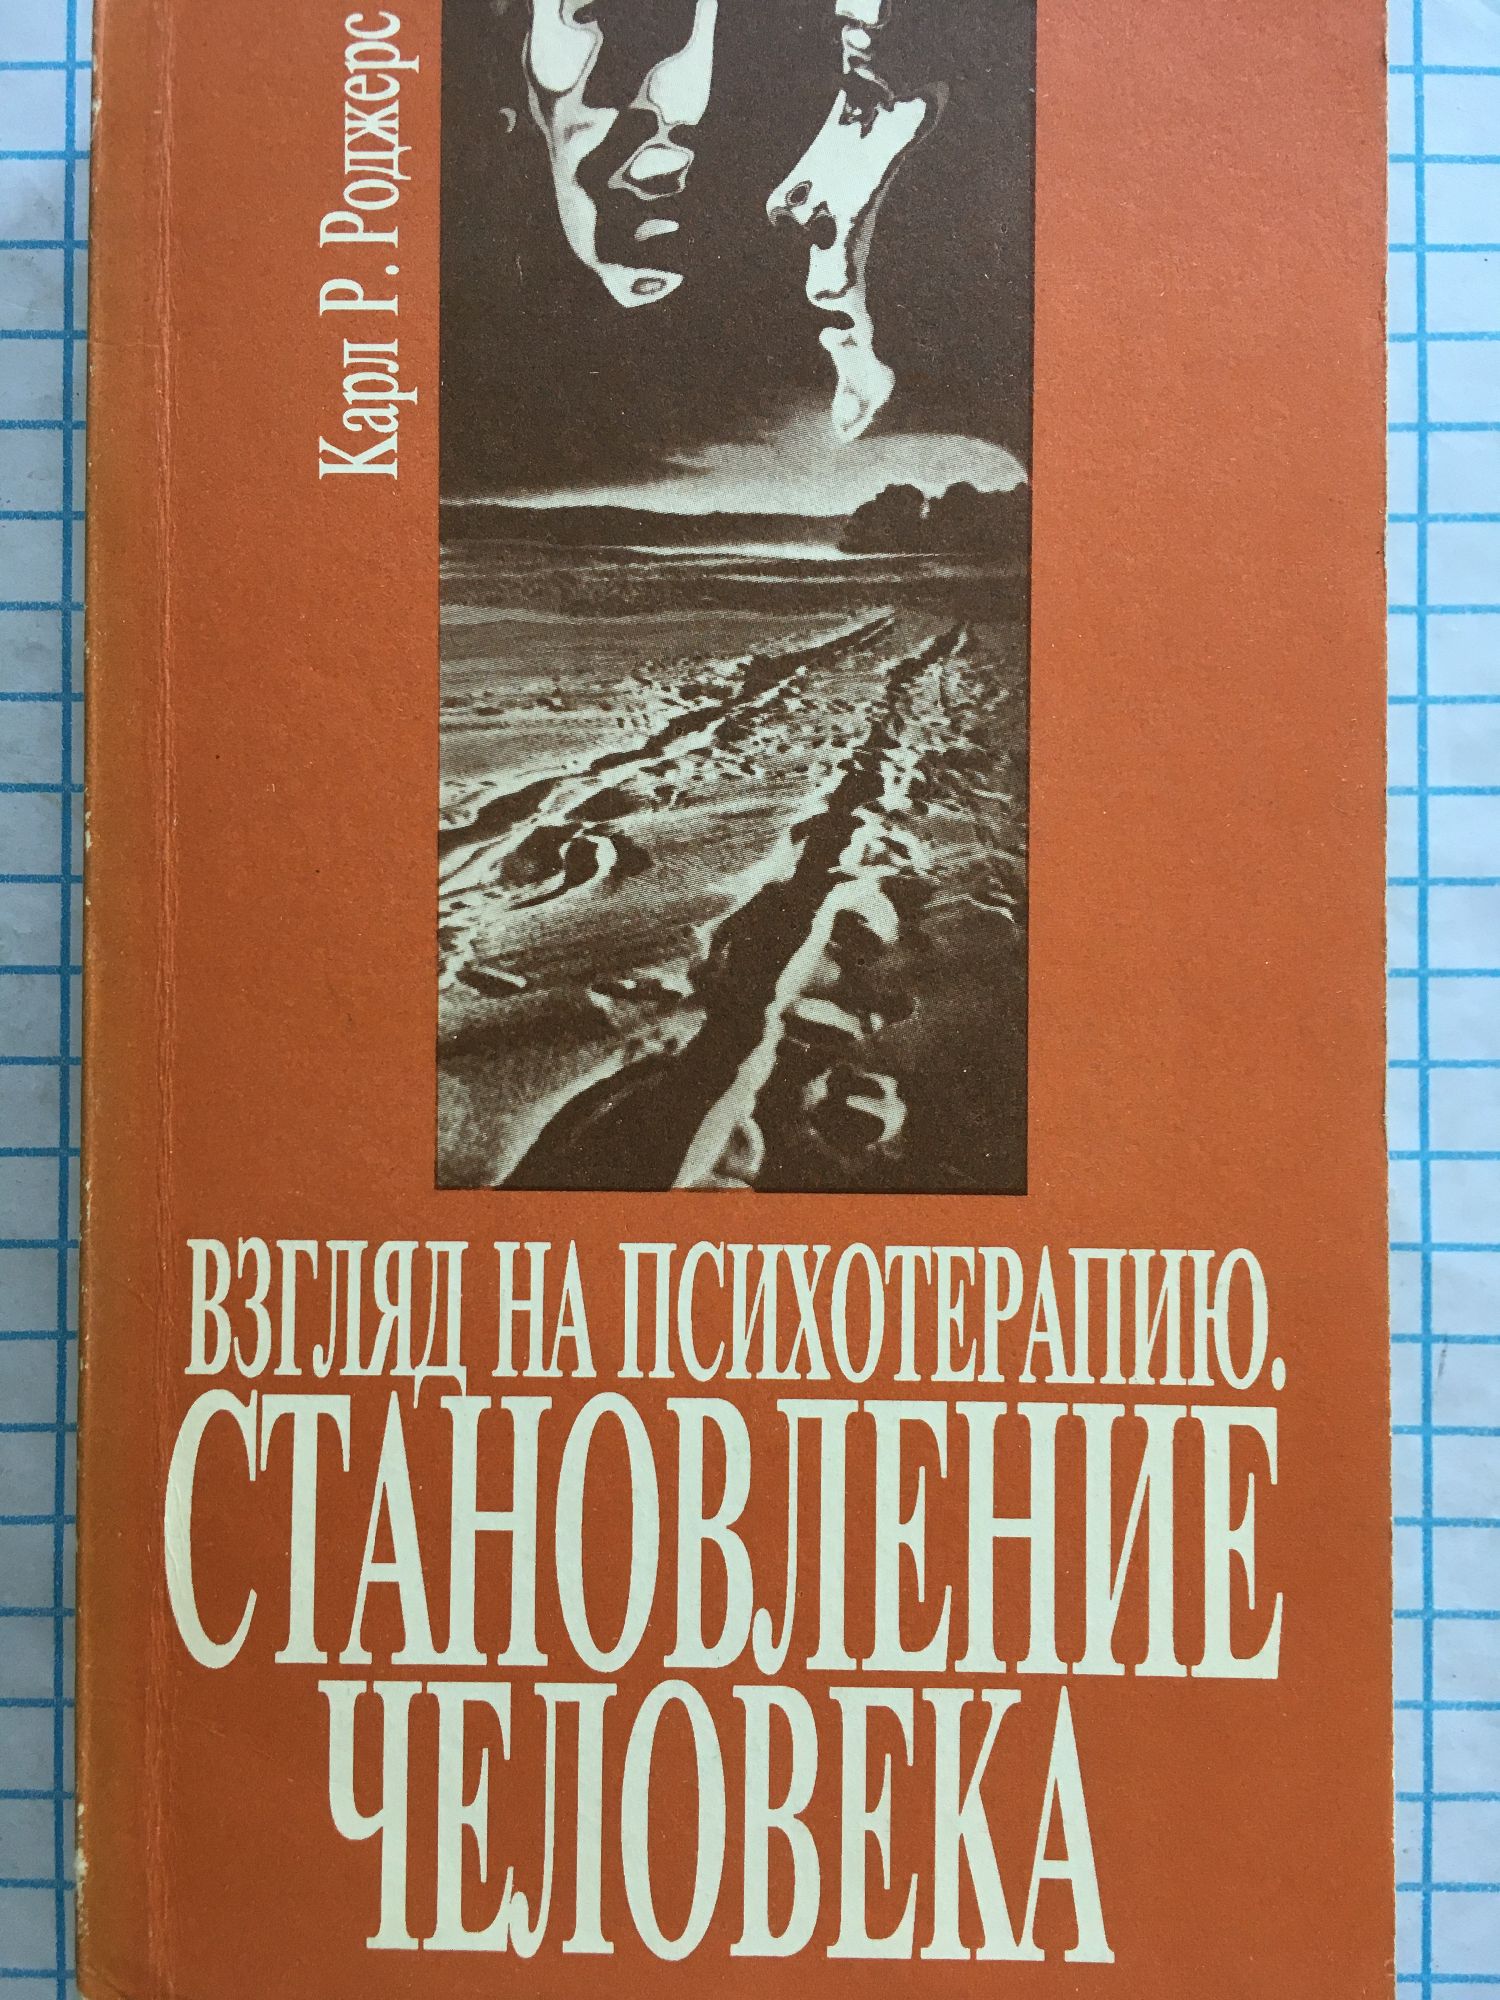 Карл Р. Роджерс
ВЗГЛЯД НА ПСИХОТЕРАПИЮ.
СТАНОВЛЕНИЕ
ЧЕЛОВЕКА